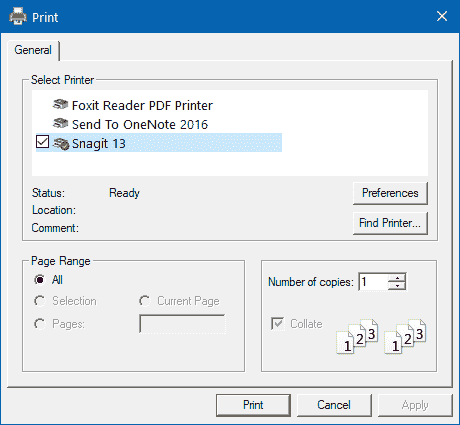 Print
General
Select Printer
Foxit Reader PDF Printer
Send To OneNote 2016
Snagit 13
Status: Ready Preferences
Location:
Comment: Find Printer...
Page Range
All
Selection Current Page
Pages:
Number of copies: 1
Collate
1 2 3 1 2 3
Print Cancel Apply